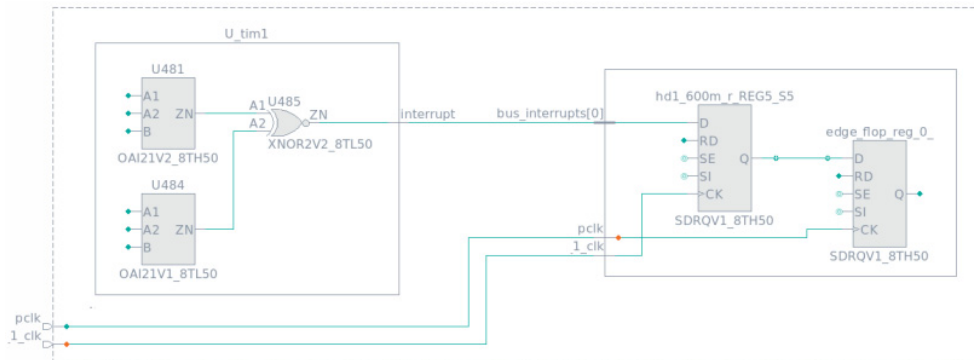 U_tim1
U481
A1
A2
B
ZN
OAI21V2_8TH50
U485
A1
A2
ZN
XNOR2V2_8TL50
U484
A1
A2
B
ZN
OAI21V1_8TL50
interrupt
bus_interrupts[0]
hd1_600m_r_REG5_S5
D
RD
SE
SI
CK
Q
SDRQV1_8TH50
edge_flop_reg_0_
D
RD
SE
SI
CK
Q
SDRQV1_8TH50
pclk
_1_clk
pclk
_1_clk